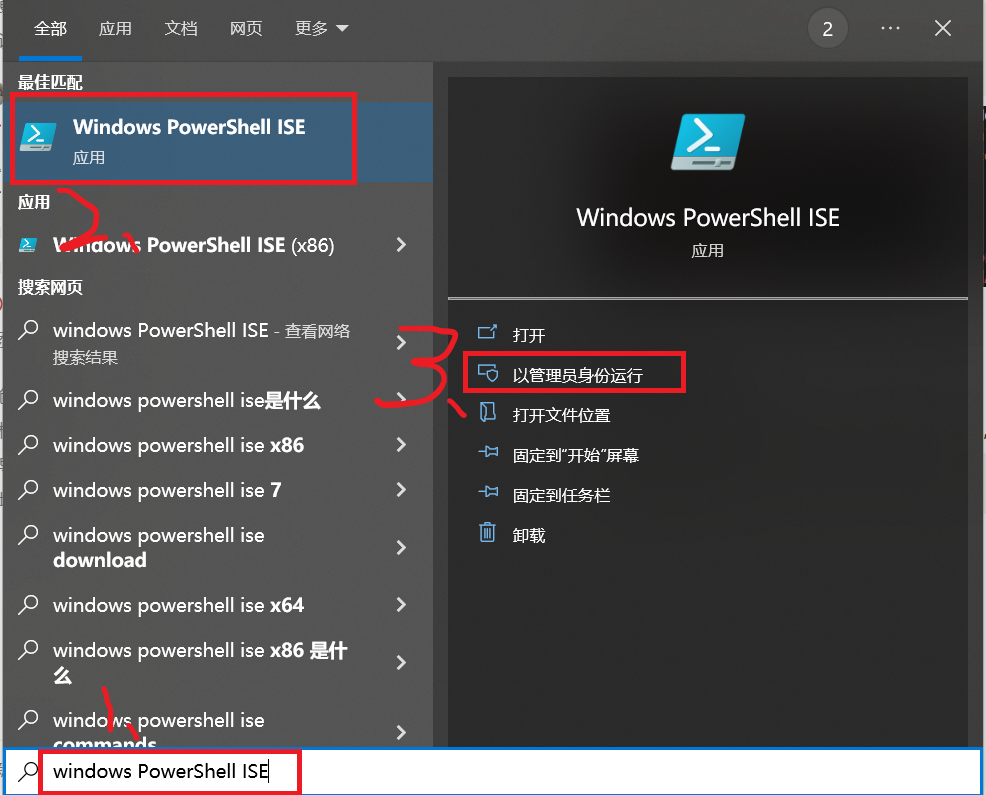 全部 应用 文档 网页 更多 2 ...
最佳匹配
Windows PowerShell ISE
应用
应用
2、
Windows PowerShell ISE (x86)
搜索网页
windows PowerShell ISE - 查看网络
搜索结果
windows powershell ise是什么
windows powershell ise x86
windows powershell ise 7
windows powershell ise
download
windows powershell ise x64
windows powershell ise x86 是什
么
windows powershell ise
commands
1、
windows PowerShell ISE
Windows PowerShell ISE
应用
打开
3、
以管理员身份运行
打开文件位置
固定到"开始"屏幕
固定到任务栏
卸载